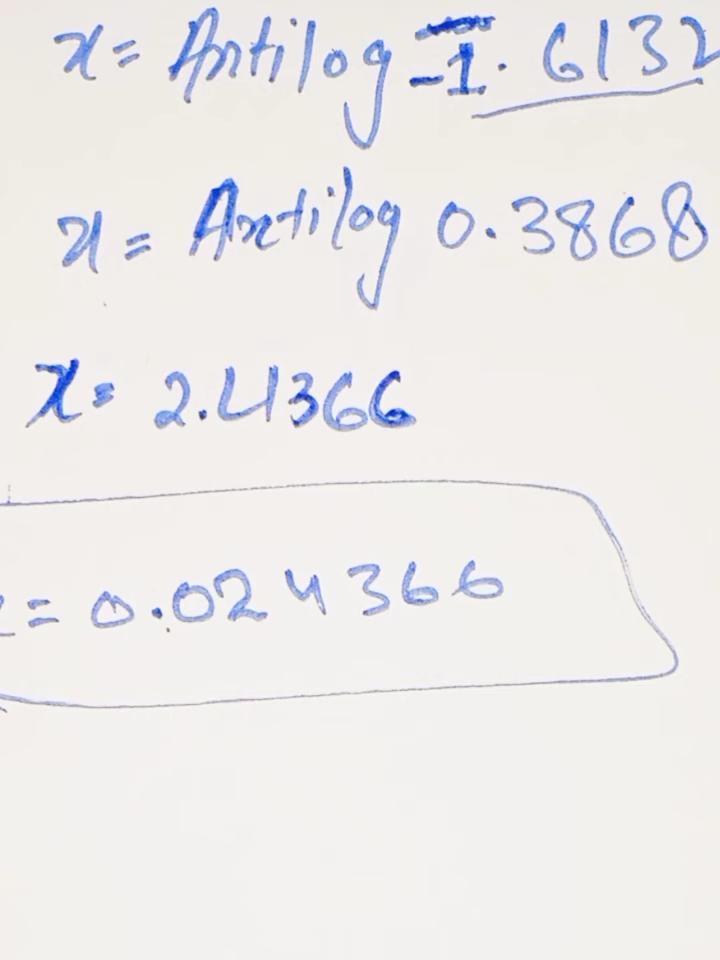 x = Antilog -1.6132
x = Antilog 0.3868
x = 2.4366
= 0.024366